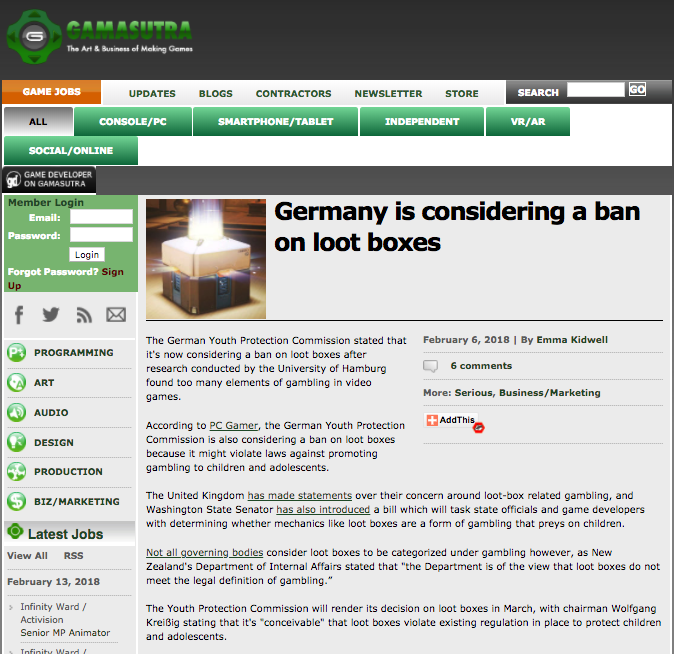 GAMASUTRA
The Art & Business of Making Games
GAME JOBS
UPDATES
BLOGS
CONTRACTORS
NEWSLETTER
STORE
SEARCH
GO
ALL
CONSOLE/PC
SMARTPHONE/TABLET
INDEPENDENT
VR/AR
SOCIAL/ONLINE
gd GAME DEVELOPER
ON GAMASUTRA
Member Login
Email:
Password:
Login
Forgot Password? Sign
Up
PROGRAMMING
ART
AUDIO
DESIGN
PRODUCTION
BIZ/MARKETING
Latest Jobs
View All RSS
February 13, 2018
Infinity Ward /
Activision
Senior MP Animator
Infinity Ward /
Germany is considering a ban
on loot boxes
The German Youth Protection Commission stated that
it's now considering a ban on loot boxes after
research conducted by the University of Hamburg
found too many elements of gambling in video
games.
February 6, 2018 | By Emma Kidwell
6 comments
More: Serious, Business/Marketing
AddThis
According to PC Gamer, the German Youth Protection
Commission is also considering a ban on loot boxes
because it might violate laws against promoting
gambling to children and adolescents.
The United Kingdom has made statements over their concern around loot-box related gambling, and
Washington State Senator has also introduced a bill which will task state officials and game developers
with determining whether mechanics like loot boxes are a form of gambling that preys on children.
Not all governing bodies consider loot boxes to be categorized under gambling however, as New
Zealand's Department of Internal Affairs stated that "the Department is of the view that loot boxes do not
meet the legal definition of gambling.”
The Youth Protection Commission will render its decision on loot boxes in March, with chairman Wolfgang
Kreißig stating that it's "conceivable" that loot boxes violate existing regulation in place to protect children
and adolescents.